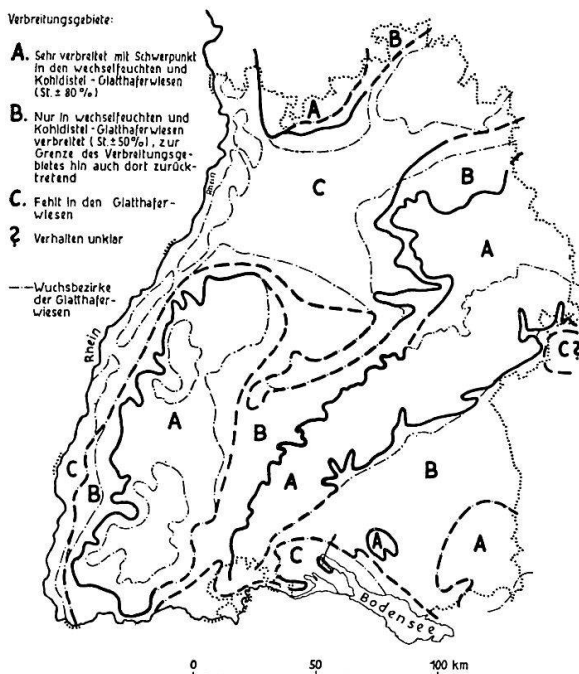 Verbreitungsgebiete:
A. Sehr verbreitet mit Schwerpunkt
in den wechselfeuchten und
Kohldistel-Glatthaferwiesen
(St. ± 80 %)
B. Nur in wechselfeuchten und
Kohldistel-Glatthaferwiesen
verbreitet (St. ± 50%), zur
Grenze des Verbreitungsge-
bietes hin auch dort zurück-
tretend
C. Fehlt in den Glatthafer-
wiesen
? Verhalten unklar
Wuchsbezirke
der Glatthafer-
wiesen
B
A
C
B
A
Rhein
Rhein
C?
A
B
C
B
A
B
A
A
C
Bodensee
0 50 100 km